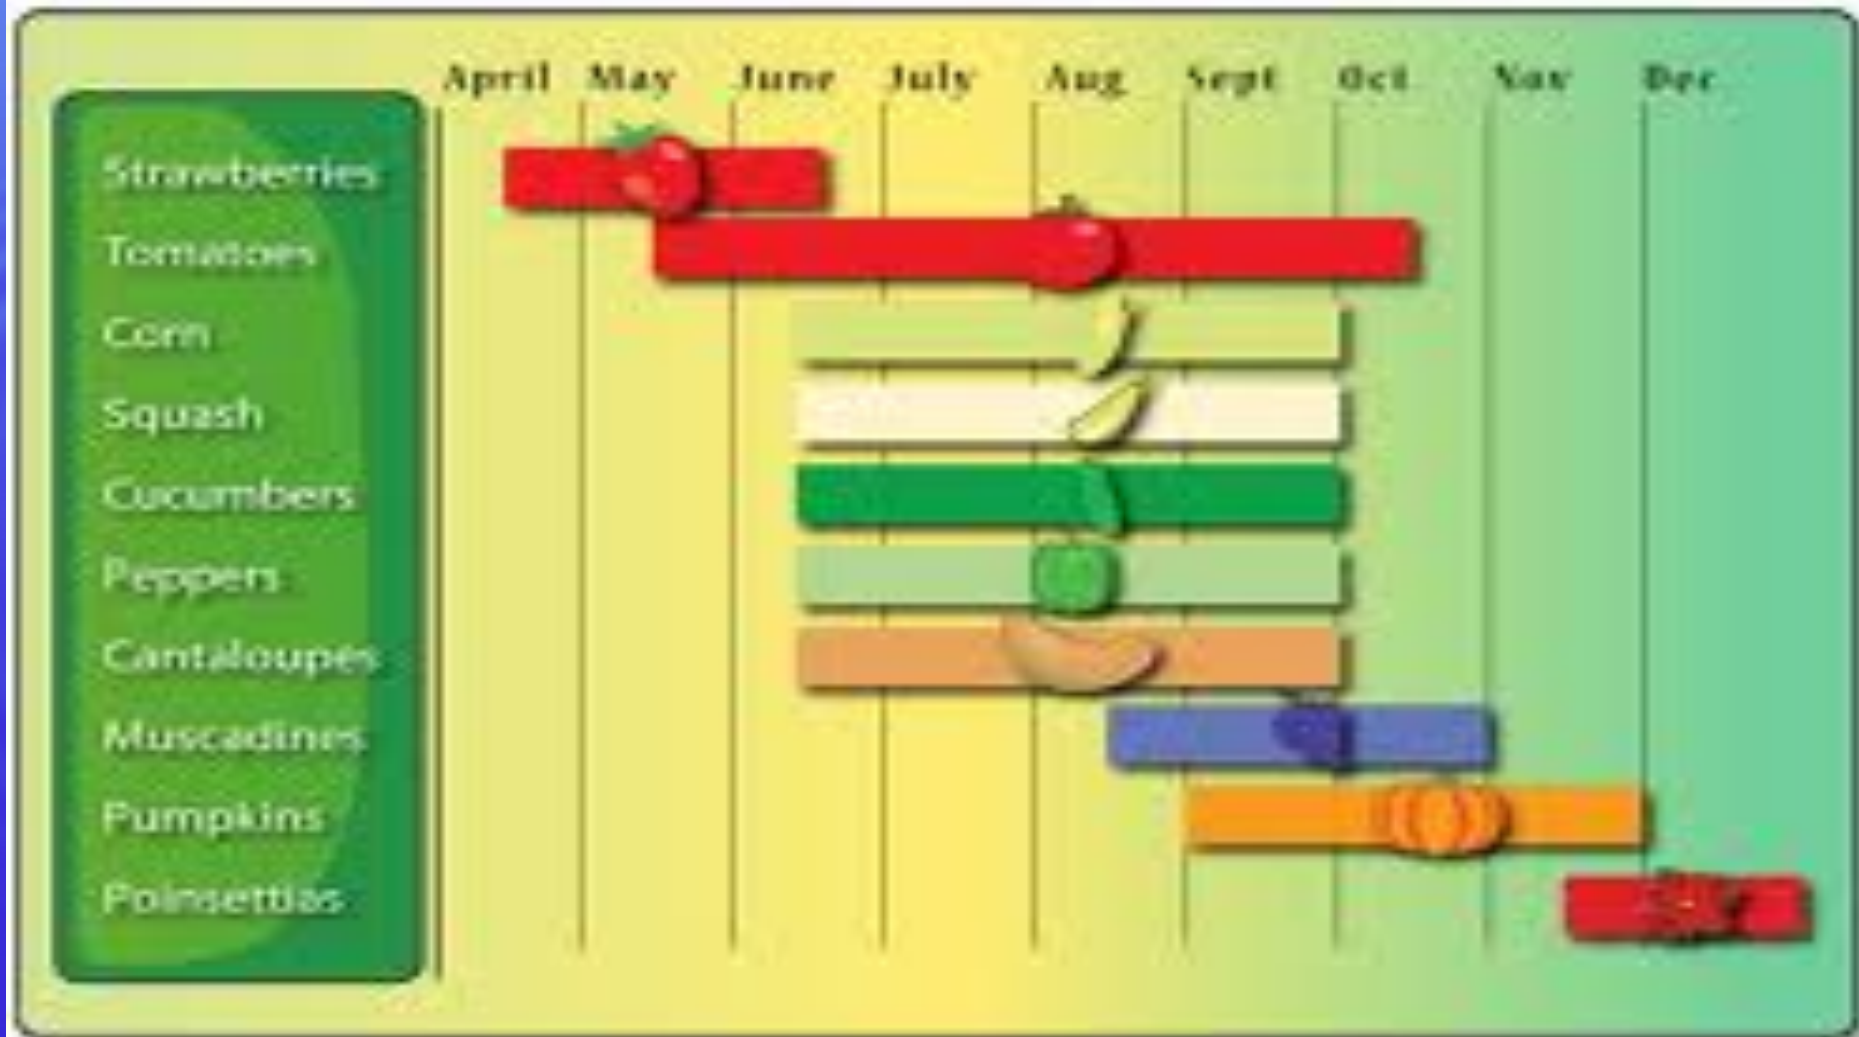 April May June July Aug Sept Oct Nov Dec
Strawberries
Tomatoes
Corn
Squash
Cucumbers
Peppers
Cantaloupes
Muscadines
Pumpkins
Poinsettias